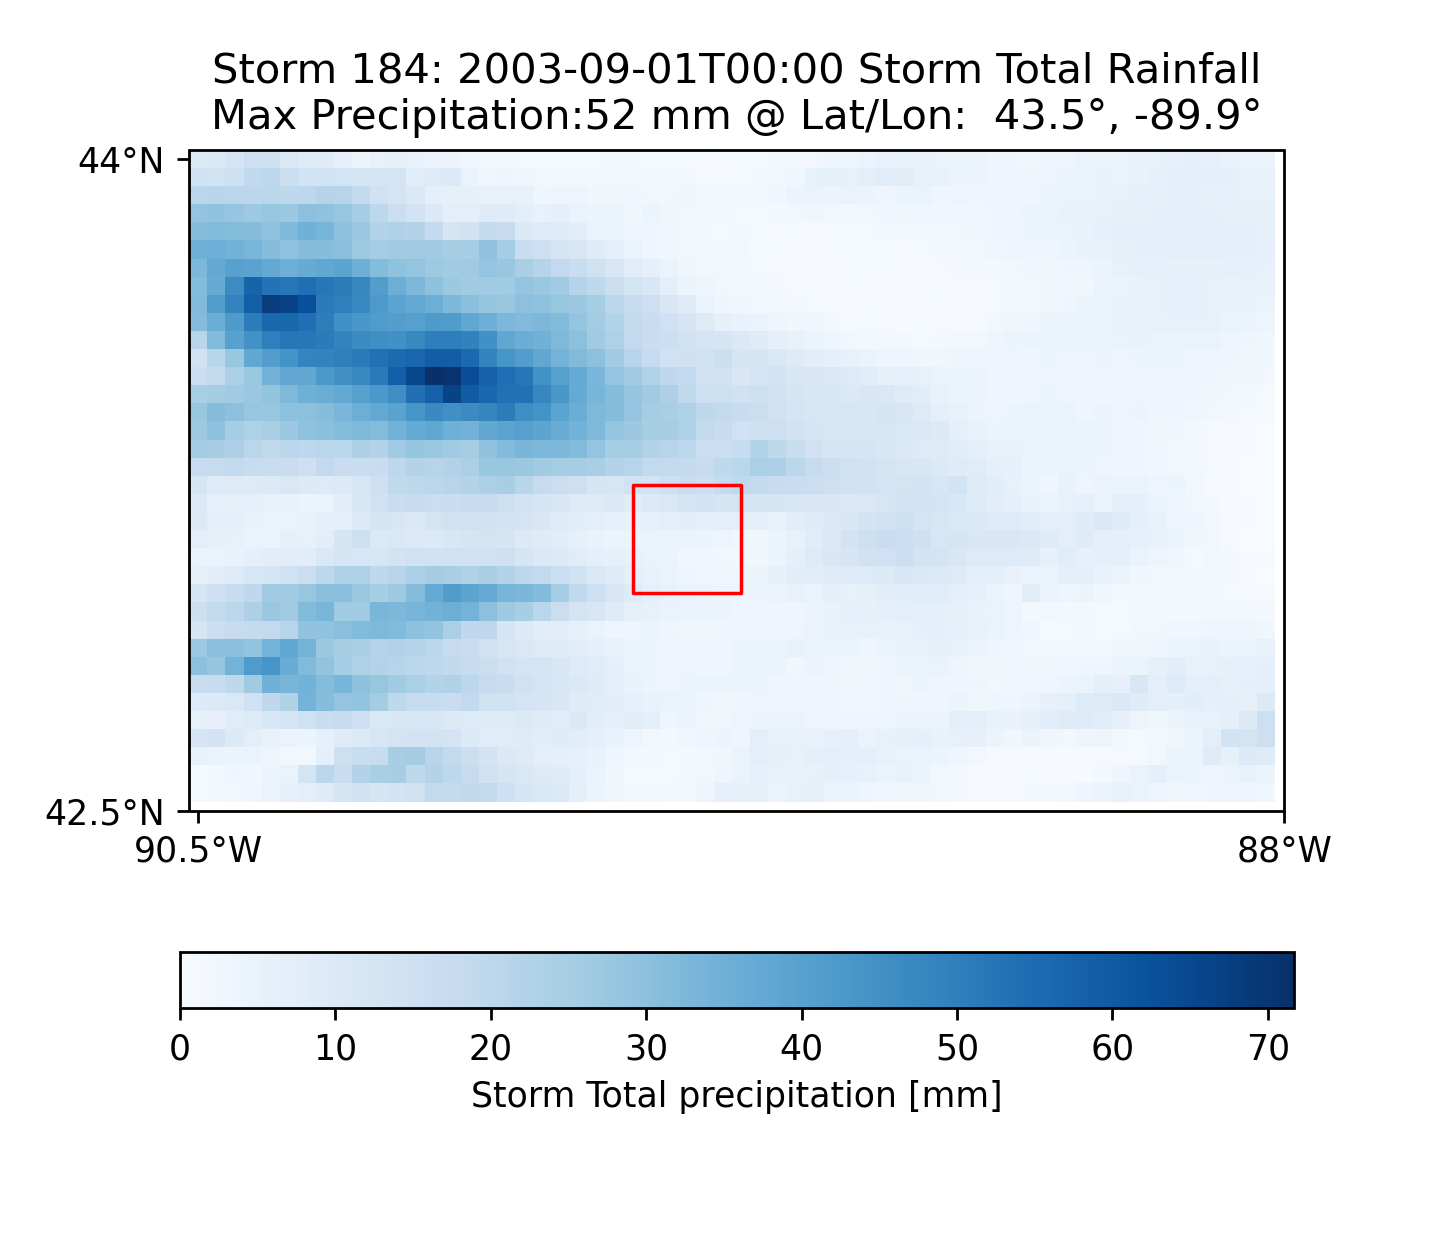 Storm 184: 2003-09-01T00:00 Storm Total Rainfall
Max Precipitation:52 mm @ Lat/Lon:  43.5°, -89.9°
44°N
42.5°N
90.5°W 88°W
0 10 20 30 40 50 60 70
Storm Total precipitation [mm]